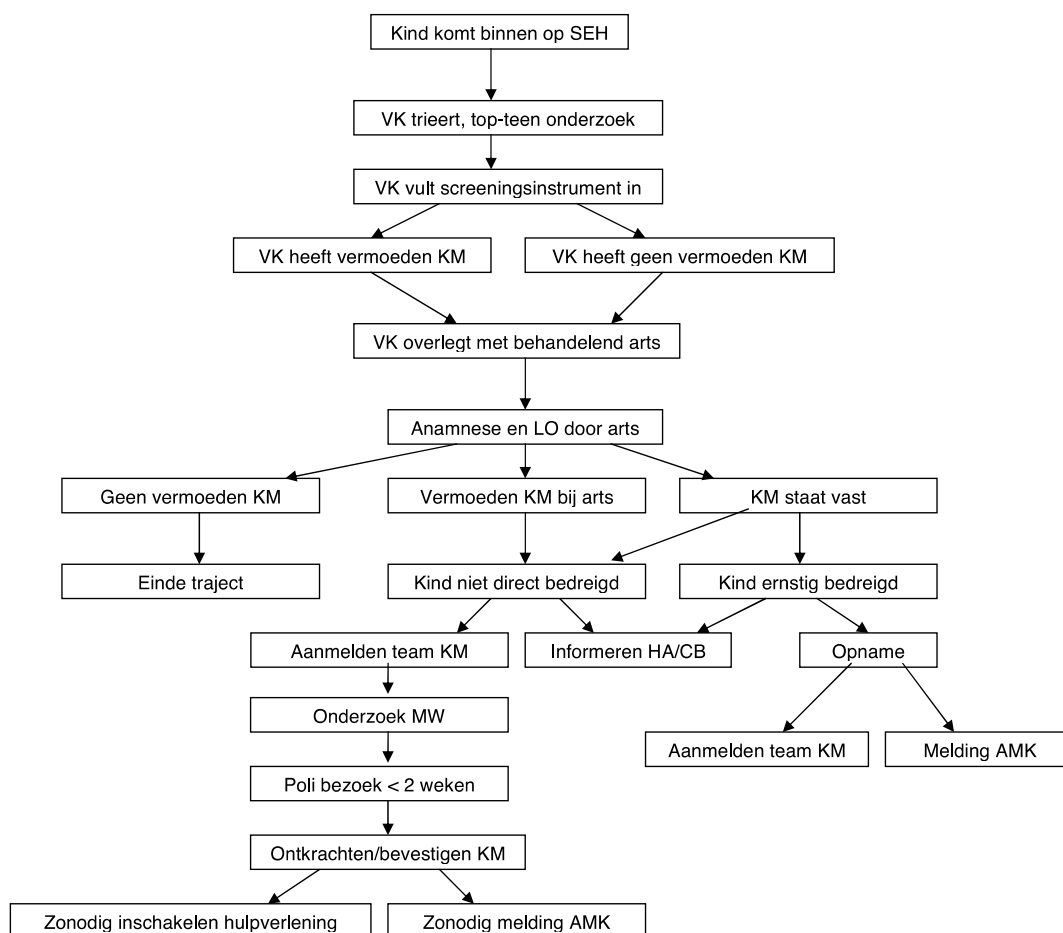 Kind komt binnen op SEH
VK trieert, top-teen onderzoek
VK vult screeningsinstrument in
VK heeft vermoeden KM
VK heeft geen vermoeden KM
VK overlegt met behandelend arts
Anamnese en LO door arts
Geen vermoeden KM
Vermoeden KM bij arts
KM staat vast
Einde traject
Kind niet direct bedreigd
Kind ernstig bedreigd
Aanmelden team KM
Informeren HA/CB
Opname
Onderzoek MW
Aanmelden team KM
Melding AMK
Poli bezoek < 2 weken
Ontkrachten/bevestigen KM
Zonodig inschakelen hulpverlening
Zonodig melding AMK